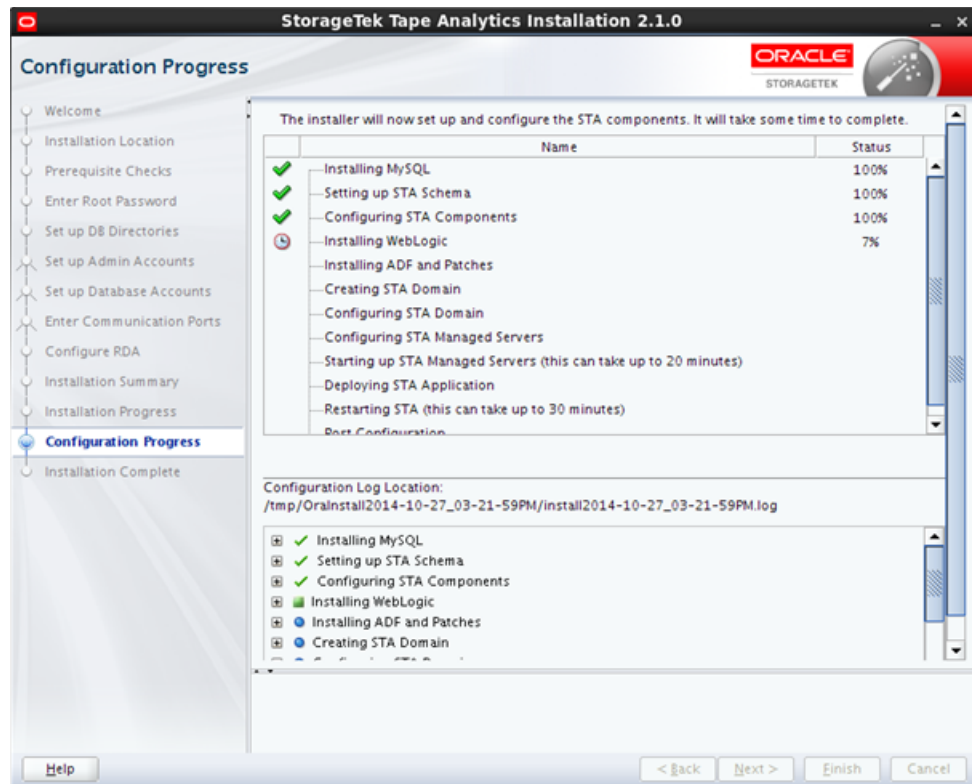 StorageTek Tape Analytics Installation 2.1.0
Configuration Progress
ORACLE
STORAGETEK
Welcome
Installation Location
Prerequisite Checks
Enter Root Password
Set up DB Directories
Set up Admin Accounts
Set up Database Accounts
Enter Communication Ports
Configure RDA
Installation Summary
Installation Progress
Configuration Progress
Installation Complete
The installer will now set up and configure the STA components. It will take some time to complete.
Name Status
Installing MySQL 100%
Setting up STA Schema 100%
Configuring STA Components 100%
Installing WebLogic 7%
Installing ADF and Patches
Creating STA Domain
Configuring STA Domain
Configuring STA Managed Servers
Starting up STA Managed Servers (this can take up to 20 minutes)
Deploying STA Application
Restarting STA (this can take up to 30 minutes)
Post Configuration
Configuration Log Location:
/tmp/OraInstall2014-10-27_03-21-59PM/install2014-10-27_03-21-59PM.log
Installing MySQL
Setting up STA Schema
Configuring STA Components
Installing WebLogic
Installing ADF and Patches
Creating STA Domain
Help
< Back
Next >
Finish
Cancel